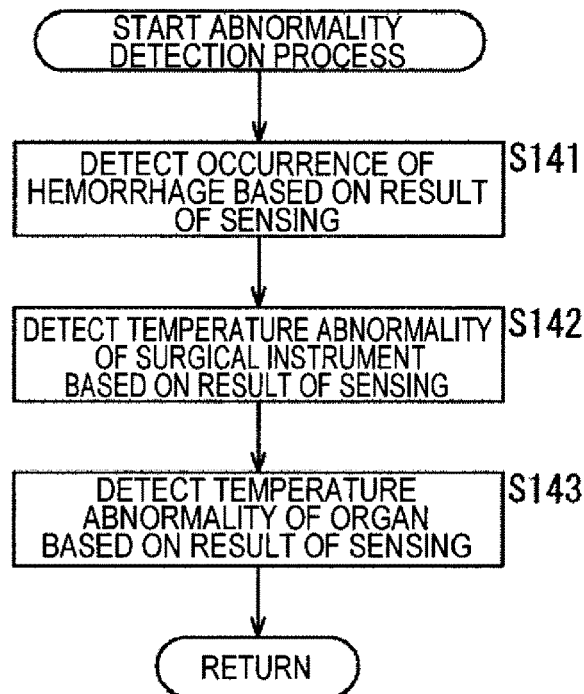 START ABNORMALITY
DETECTION PROCESS
DETECT OCCURRENCE OF
HEMORRHAGE BASED ON RESULT
OF SENSING
S141
DETECT TEMPERATURE ABNORMALITY
OF SURGICAL INSTRUMENT
BASED ON RESULT OF SENSING
S142
DETECT TEMPERATURE
ABNORMALITY OF ORGAN
BASED ON RESULT OF SENSING
S143
RETURN